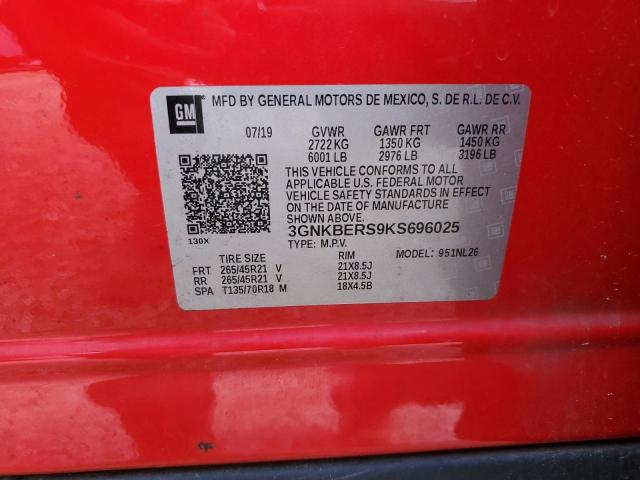 GM ® MFD BY GENERAL MOTORS DE MEXICO, S. DE R.L. DE C.V.
07/19 GVWR GAWR FRT GAWR RR
2722 KG 1350 KG 1450 KG
6001 LB 2976 LB 3196 LB
THIS VEHICLE CONFORMS TO ALL
APPLICABLE U.S. FEDERAL MOTOR
VEHICLE SAFETY STANDARDS IN EFFECT
ON THE DATE OF MANUFACTURE
SHOWN ABOVE.
3GNKBERS9KS696025
130X TYPE: M.P.V.
MODEL: 951NL26
TIRE SIZE RIM
FRT 265/45R21 V 21X8.5J
RR 265/45R21 V 21X8.5J
SPA T135/70R18 M 18X4.5B